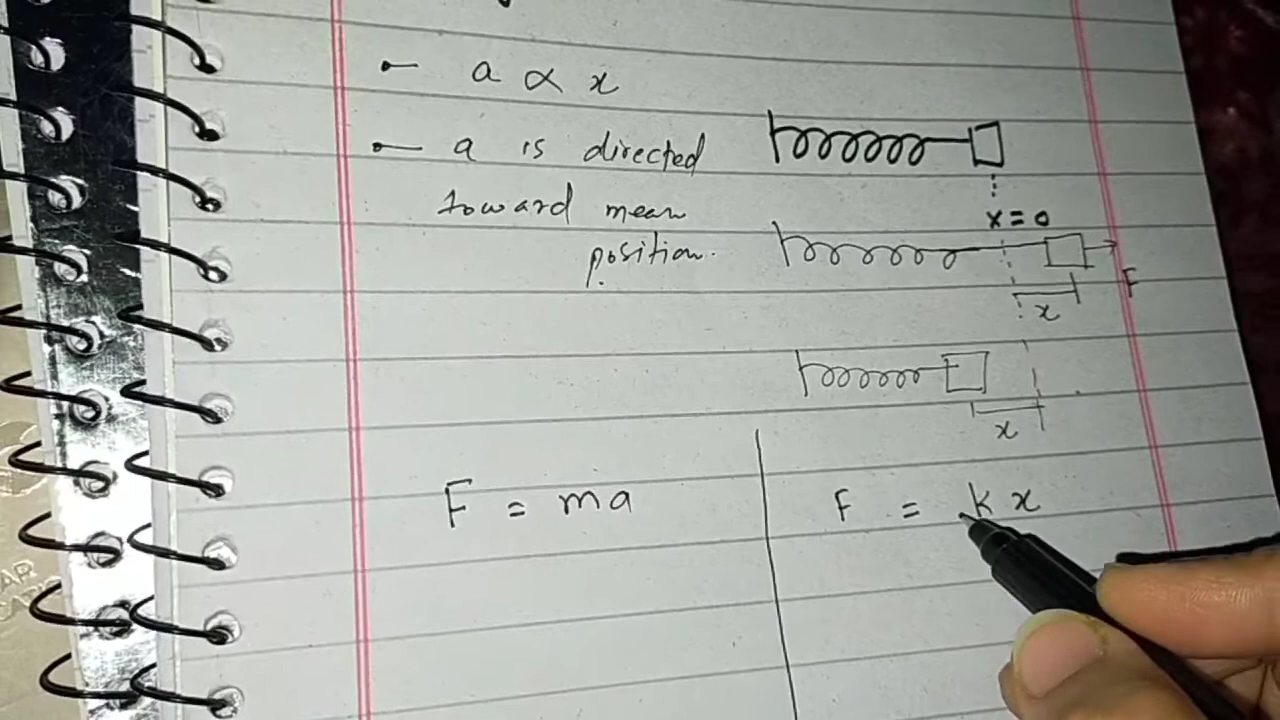 a ∝ x
a is directed
toward mean
position.
x = 0
F
x
x
F = ma
F = kx